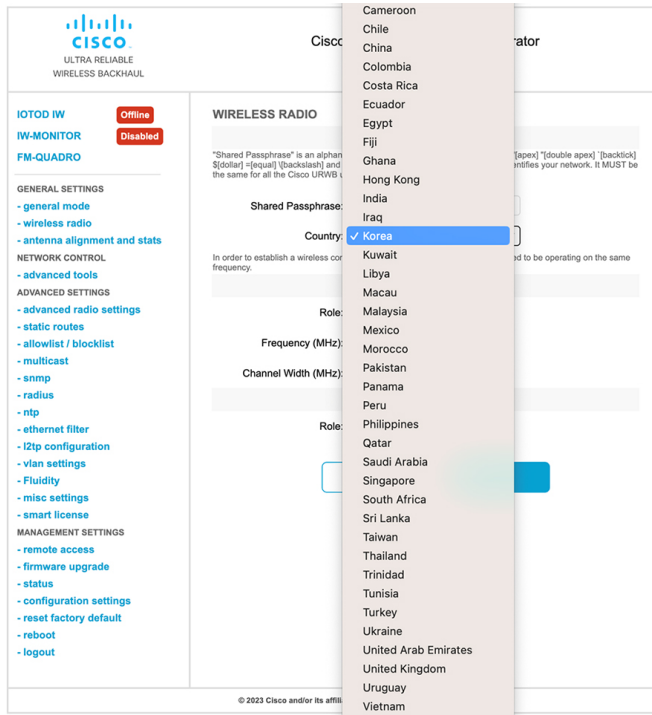 CISCO
ULTRA RELIABLE
WIRELESS BACKHAUL
IOTOD IW
Offline
IW-MONITOR
Disabled
FM-QUADRO
GENERAL SETTINGS
- general mode
- wireless radio
- antenna alignment and stats
NETWORK CONTROL
- advanced tools
ADVANCED SETTINGS
- advanced radio settings
- static routes
- allowlist / blocklist
- multicast
- snmp
- radius
- ntp
- ethernet filter
- l2tp configuration
- vlan settings
- Fluidity
- misc settings
- smart license
MANAGEMENT SETTINGS
- remote access
- firmware upgrade
- status
- configuration settings
- reset factory default
- reboot
- logout
WIRELESS RADIO
"Shared Passphrase" is an [apex] "[double apex] `[backtick]
$[dollar] =[equal] \[backslash] and your network. It MUST be
the same for all the Cisco URWB
Shared Passphrase:
Country:
In order to establish a wireless to be operating on the same
frequency.
Role:
Frequency (MHz):
Channel Width (MHz):
Role:
Cameroon
Chile
China
Colombia
Costa Rica
Ecuador
Egypt
Fiji
Ghana
Hong Kong
India
Iraq
✓ Korea
Kuwait
Libya
Macau
Malaysia
Mexico
Morocco
Pakistan
Panama
Peru
Philippines
Qatar
Saudi Arabia
Singapore
South Africa
Sri Lanka
Taiwan
Thailand
Trinidad
Tunisia
Turkey
Ukraine
United Arab Emirates
United Kingdom
Uruguay
Vietnam
© 2023 Cisco and/or its